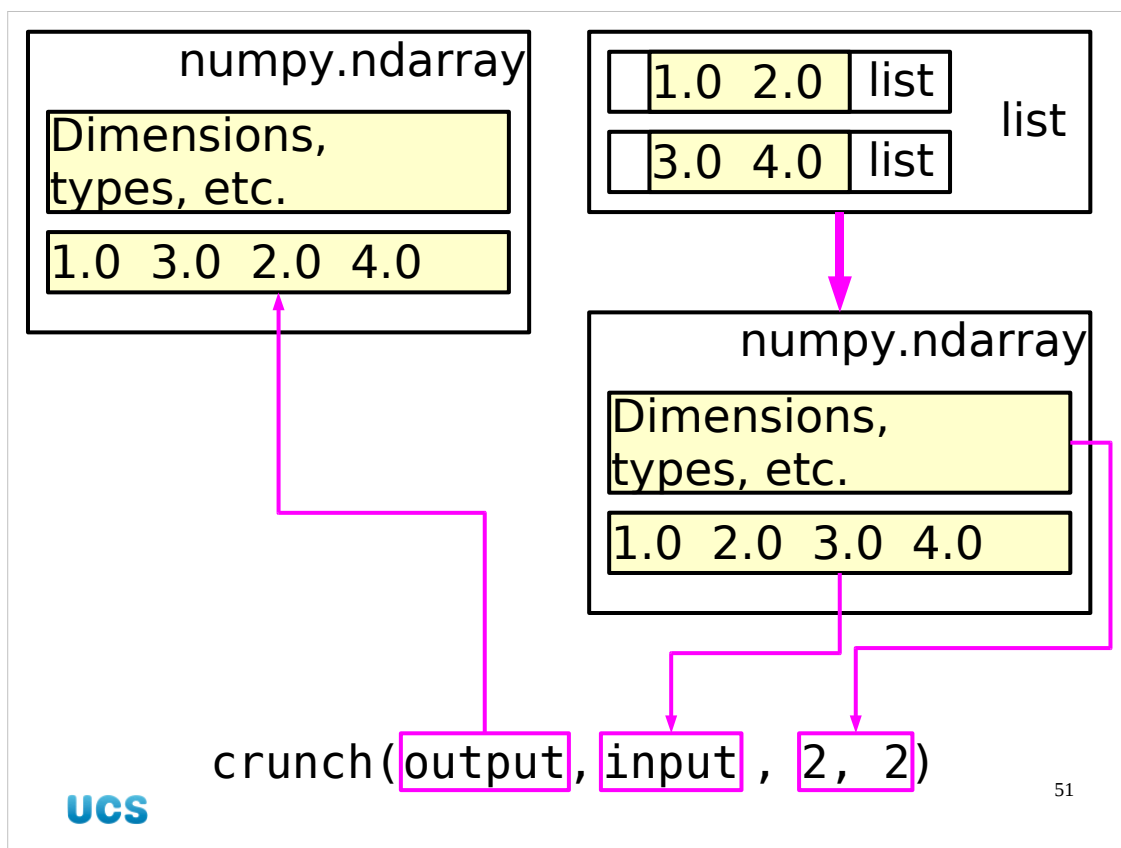 numpy.ndarray
Dimensions,
types, etc.
1.0 3.0 2.0 4.0
1.0 2.0 list
3.0 4.0 list
list
numpy.ndarray
Dimensions,
types, etc.
1.0 2.0 3.0 4.0
crunch(output, input , 2, 2)
UCS
51